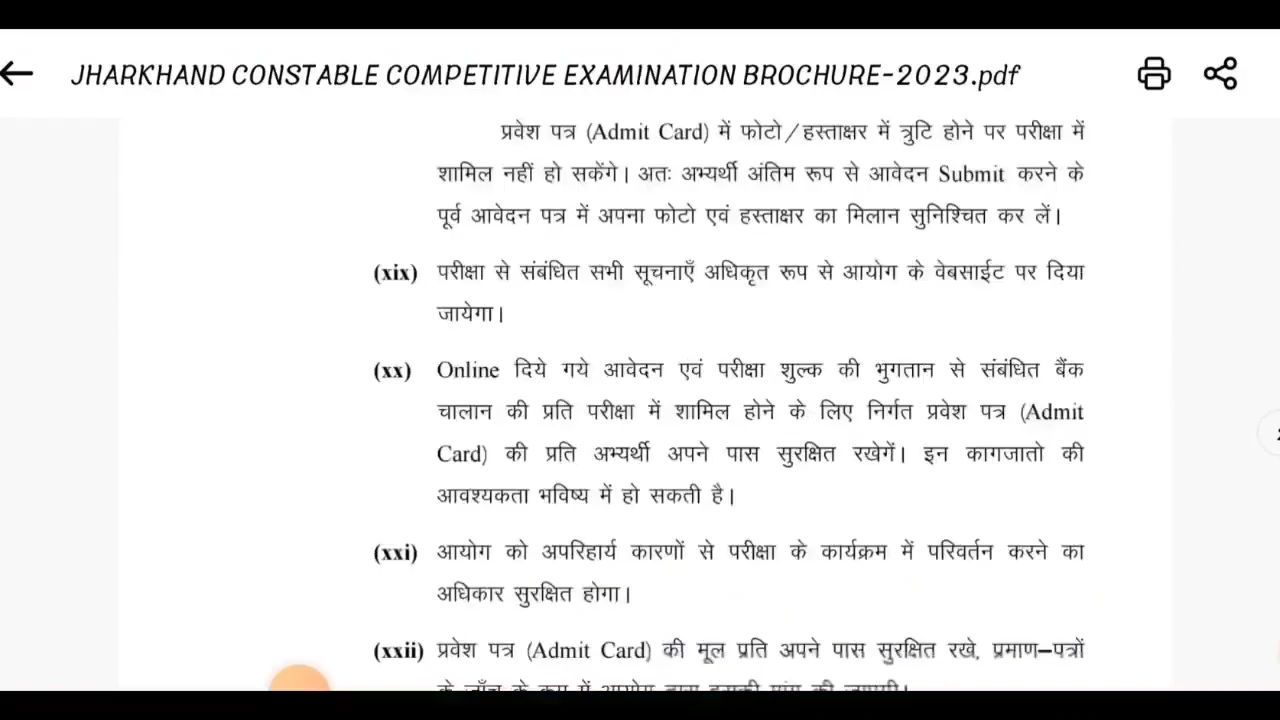 JHARKHAND CONSTABLE COMPETITIVE EXAMINATION BROCHURE-2023.pdf
प्रवेश पत्र (Admit Card) में फोटो/हस्ताक्षर में त्रुटि होने पर परीक्षा में
शामिल नहीं हो सकेंगे। अतः अभ्यर्थी अंतिम रूप से आवेदन Submit करने के
पूर्व आवेदन पत्र में अपना फोटो एवं हस्ताक्षर का मिलान सुनिश्चित कर लें।
(xix) परीक्षा से संबंधित सभी सूचनाएँ अधिकृत रूप से आयोग के वेबसाईट पर दिया
जायेगा।
(xx) Online दिये गये आवेदन एवं परीक्षा शुल्क की भुगतान से संबंधित बैंक
चालान की प्रति परीक्षा में शामिल होने के लिए निर्गत प्रवेश पत्र (Admit
Card) की प्रति अभ्यर्थी अपने पास सुरक्षित रखेगें। इन कागजातो की
आवश्यकता भविष्य में हो सकती है।
(xxi) आयोग को अपरिहार्य कारणों से परीक्षा के कार्यक्रम में परिवर्तन करने का
अधिकार सुरक्षित होगा।
(xxii) प्रवेश पत्र (Admit Card) की मूल प्रति अपने पास सुरक्षित रखे, प्रमाण–पत्रों